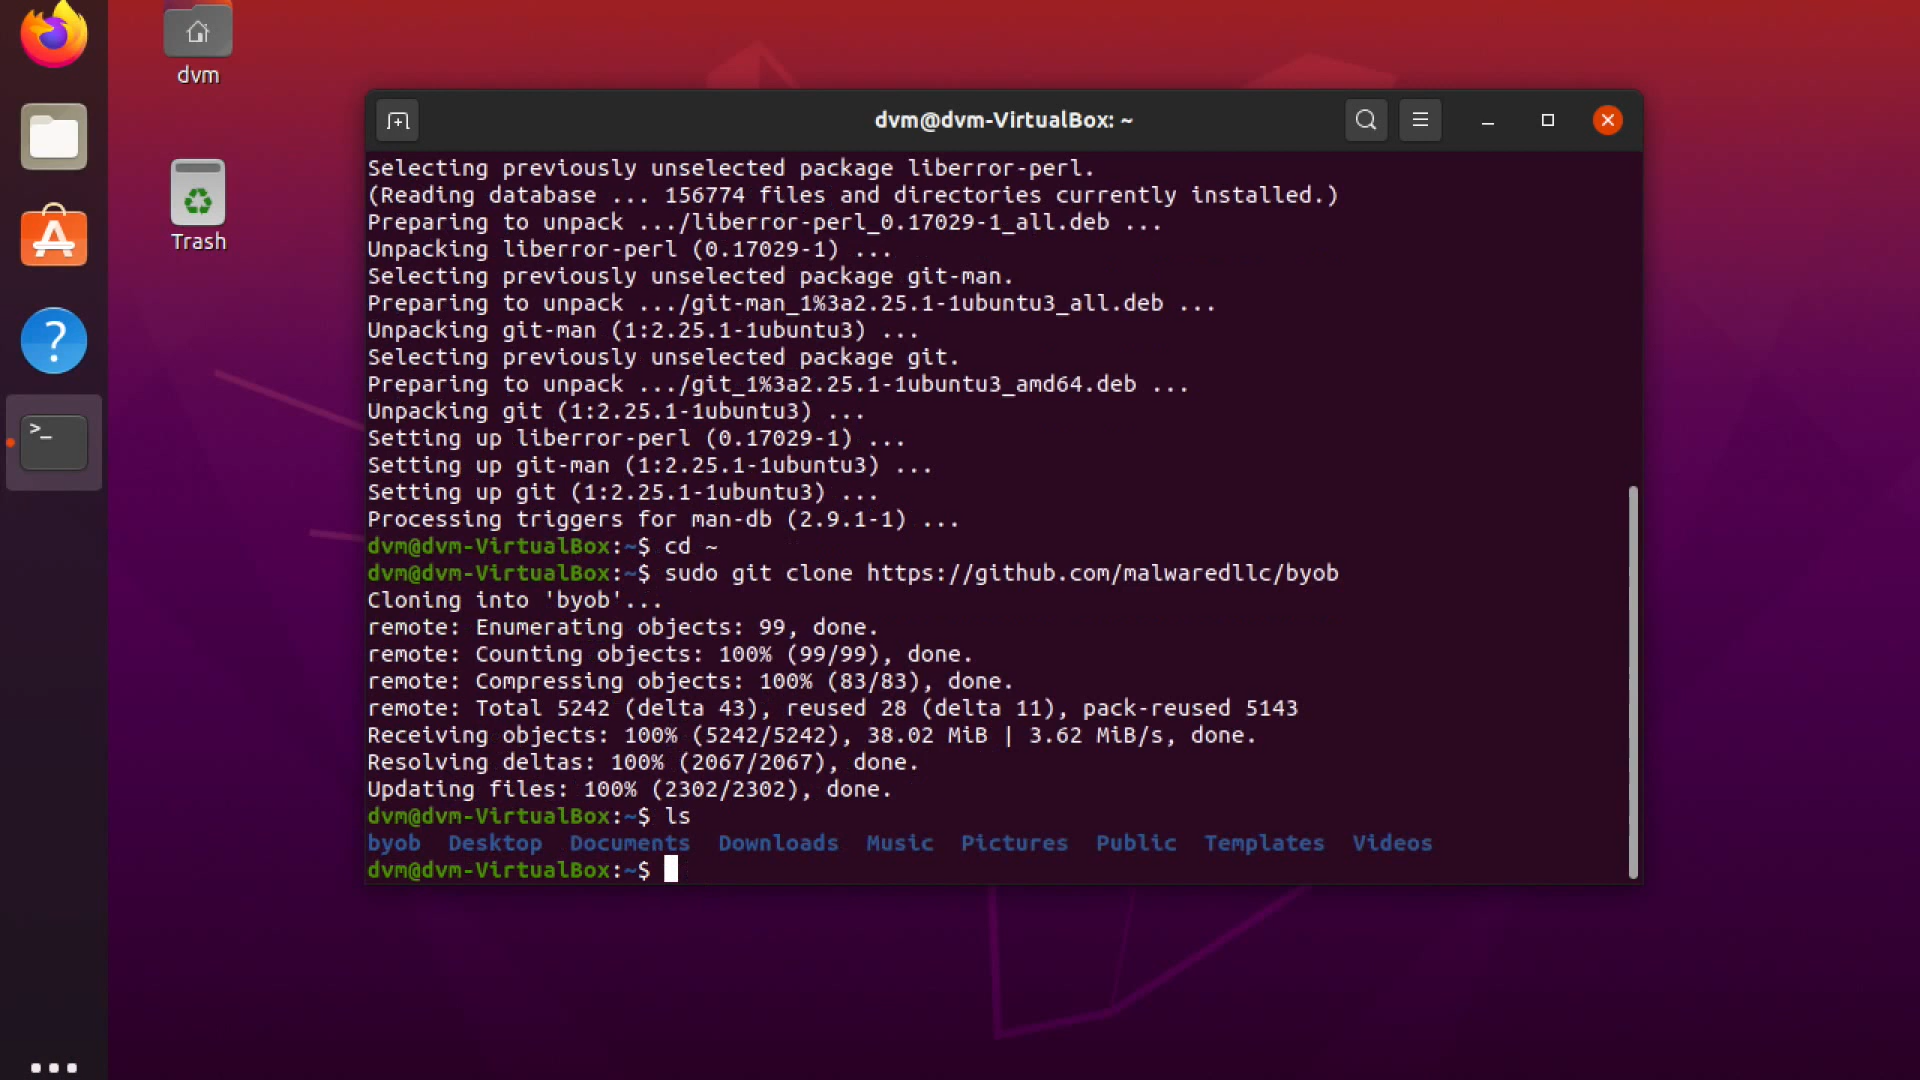 dvm
Trash
dvm@dvm-VirtualBox: ~
Selecting previously unselected package liberror-perl.
(Reading database ... 156774 files and directories currently installed.)
Preparing to unpack .../liberror-perl_0.17029-1_all.deb ...
Unpacking liberror-perl (0.17029-1) ...
Selecting previously unselected package git-man.
Preparing to unpack .../git-man_1%3a2.25.1-1ubuntu3_all.deb ...
Unpacking git-man (1:2.25.1-1ubuntu3) ...
Selecting previously unselected package git.
Preparing to unpack .../git_1%3a2.25.1-1ubuntu3_amd64.deb ...
Unpacking git (1:2.25.1-1ubuntu3) ...
Setting up liberror-perl (0.17029-1) ...
Setting up git-man (1:2.25.1-1ubuntu3) ...
Setting up git (1:2.25.1-1ubuntu3) ...
Processing triggers for man-db (2.9.1-1) ...
dvm@dvm-VirtualBox:~$ cd ~
dvm@dvm-VirtualBox:~$ sudo git clone https://github.com/malwaredllc/byob
Cloning into 'byob'...
remote: Enumerating objects: 99, done.
remote: Counting objects: 100% (99/99), done.
remote: Compressing objects: 100% (83/83), done.
remote: Total 5242 (delta 43), reused 28 (delta 11), pack-reused 5143
Receiving objects: 100% (5242/5242), 38.02 MiB | 3.62 MiB/s, done.
Resolving deltas: 100% (2067/2067), done.
Updating files: 100% (2302/2302), done.
dvm@dvm-VirtualBox:~$ ls
byob  Desktop  Documents  Downloads  Music  Pictures  Public  Templates  Videos
dvm@dvm-VirtualBox:~$